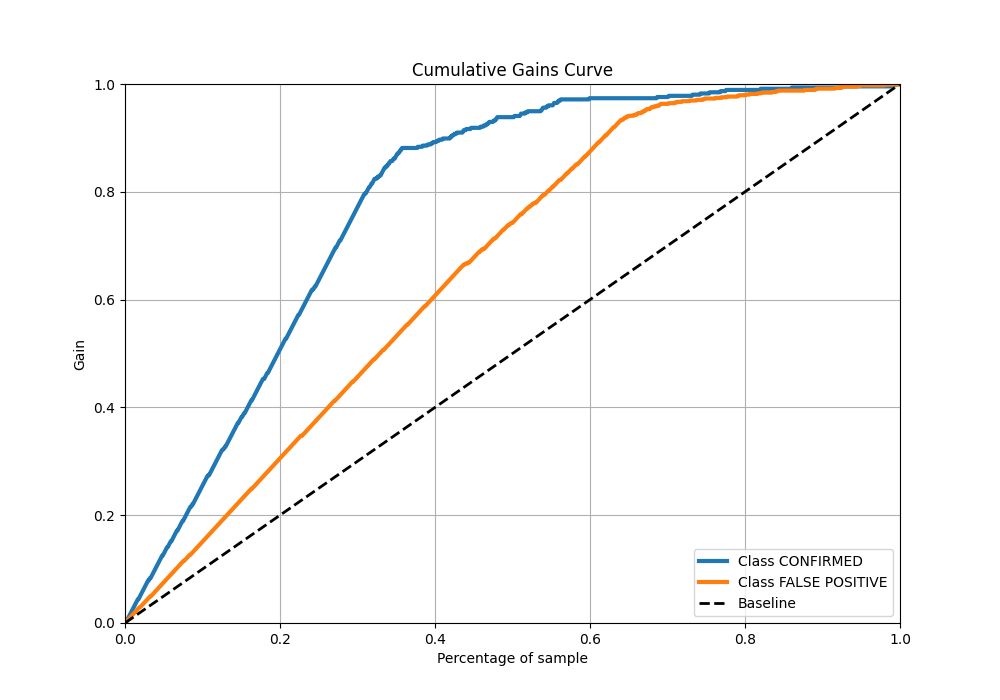 Cumulative Gains Curve
1.0
0.8
0.6
0.4
0.2
0.0
Gain
0.0 0.2 0.4 0.6 0.8 1.0
Percentage of sample
Class CONFIRMED
Class FALSE POSITIVE
Baseline